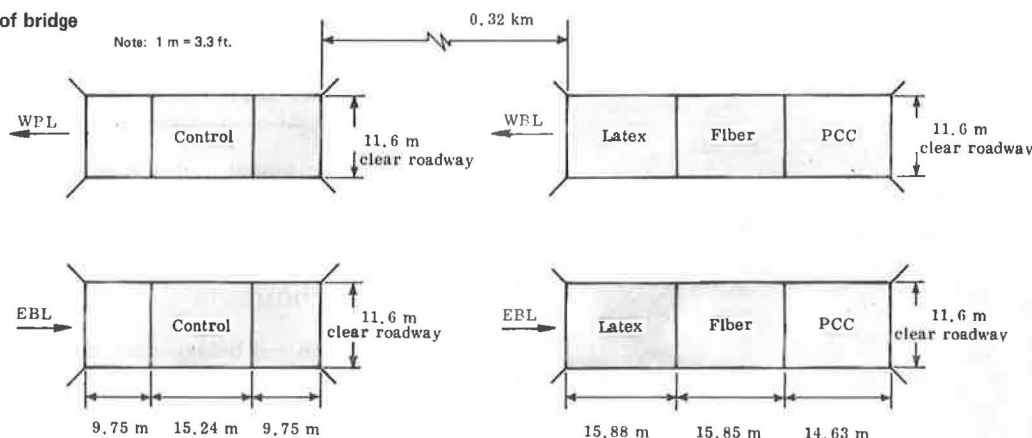 of bridge
Note: 1 m = 3.3 ft.
0.32 km
WPL
Control
11.6 m
clear roadway
WBL
Latex
Fiber
PCC
11.6 m
clear roadway
EBL
Control
11.6 m
clear roadway
EBL
Latex
Fiber
PCC
11.6 m
clear roadway
9.75 m
15.24 m
9.75 m
15.88 m
15.85 m
14.63 m